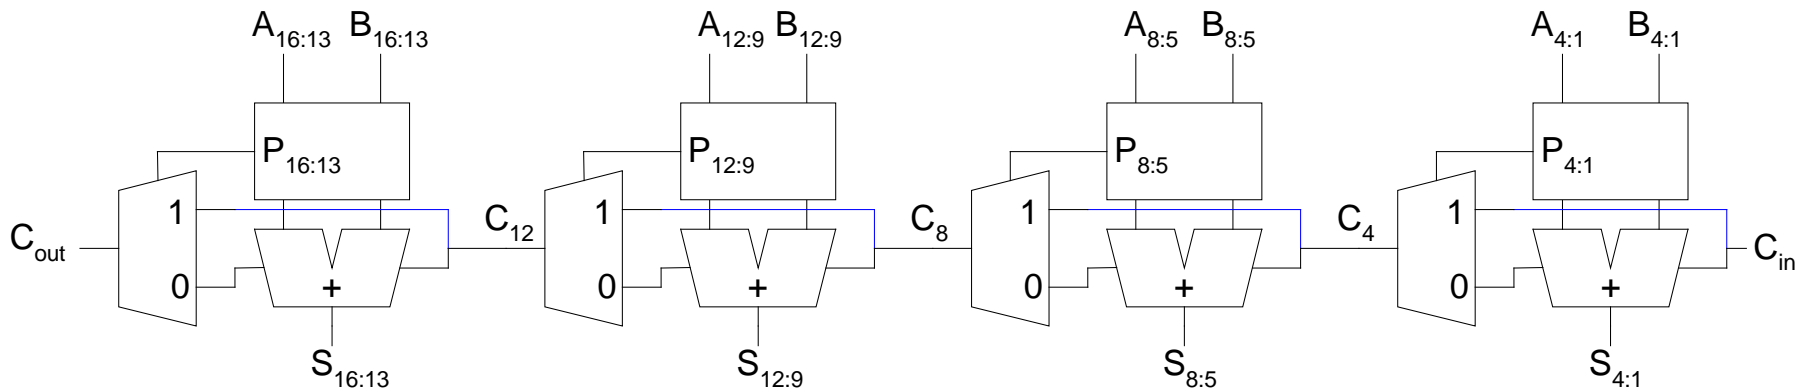 A16:13 B16:13 A12:9 B12:9 A8:5 B8:5 A4:1 B4:1
P16:13 P12:9 P8:5 P4:1
1 1 1 1
Cout C12 C8 C4 Cin
0 + 0 + 0 + 0 +
S16:13 S12:9 S8:5 S4:1